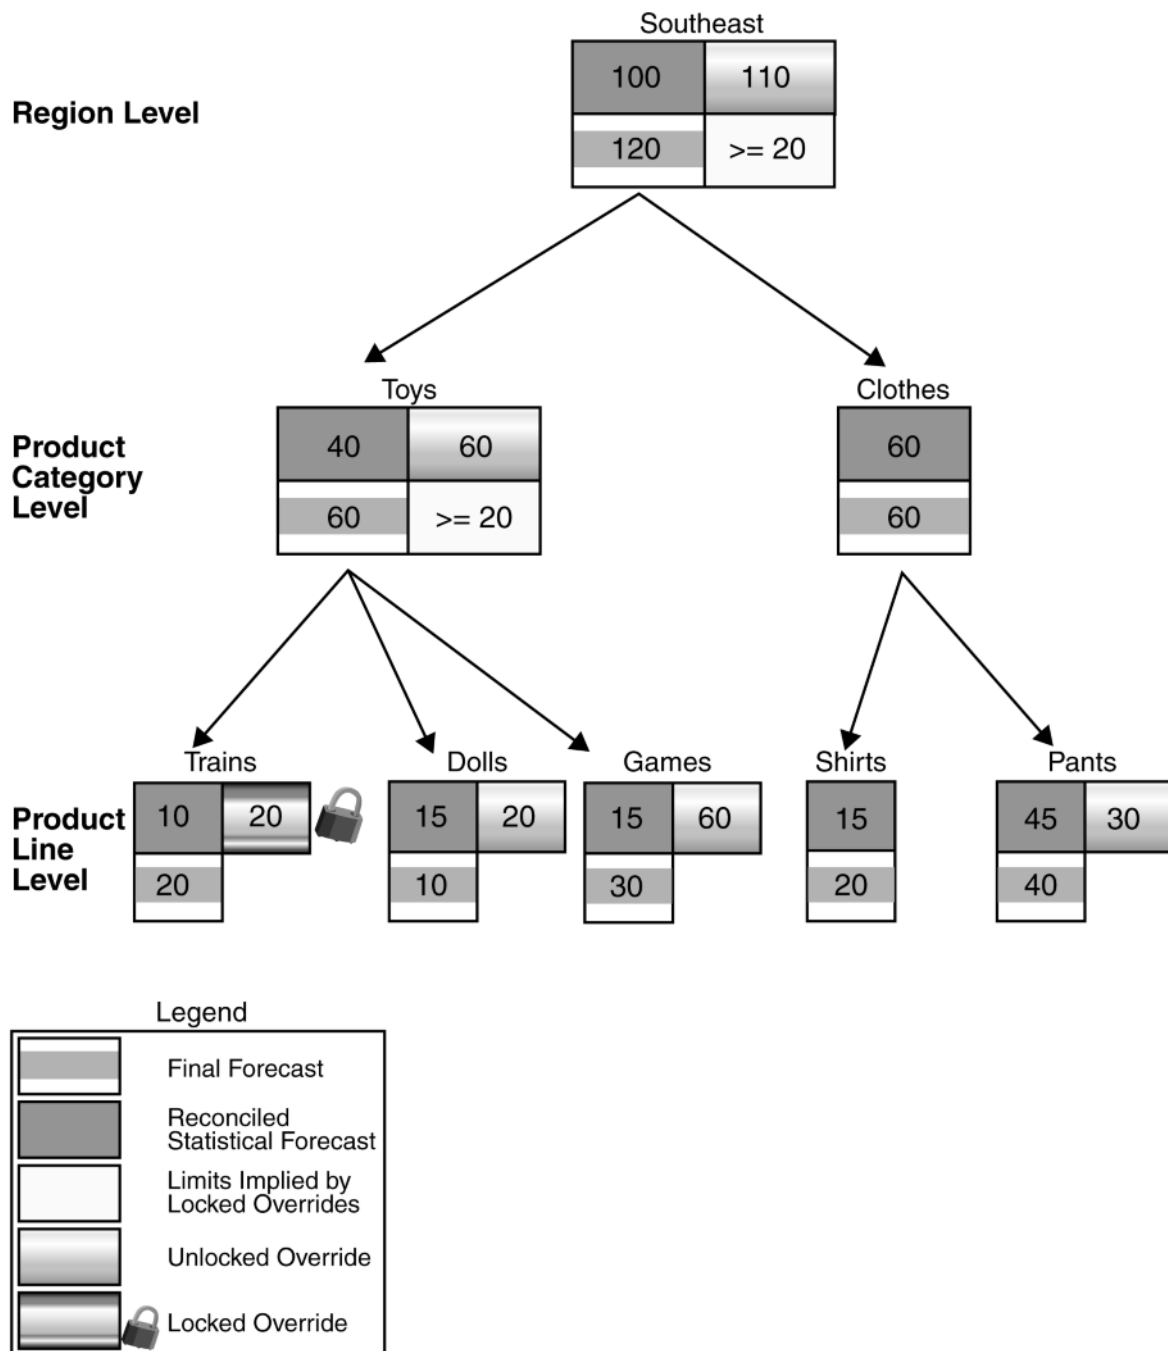 Southeast
100 110
Region Level
120 >= 20
Toys Clothes
40 60 60
Product
Category
Level
60 >= 20 60
Trains Dolls Games Shirts Pants
10 20 15 20 15 60 15 45 30
Product
Line
Level
20 10 30 20 40
Legend
Final Forecast
Reconciled
Statistical Forecast
Limits Implied by
Locked Overrides
Unlocked Override
Locked Override